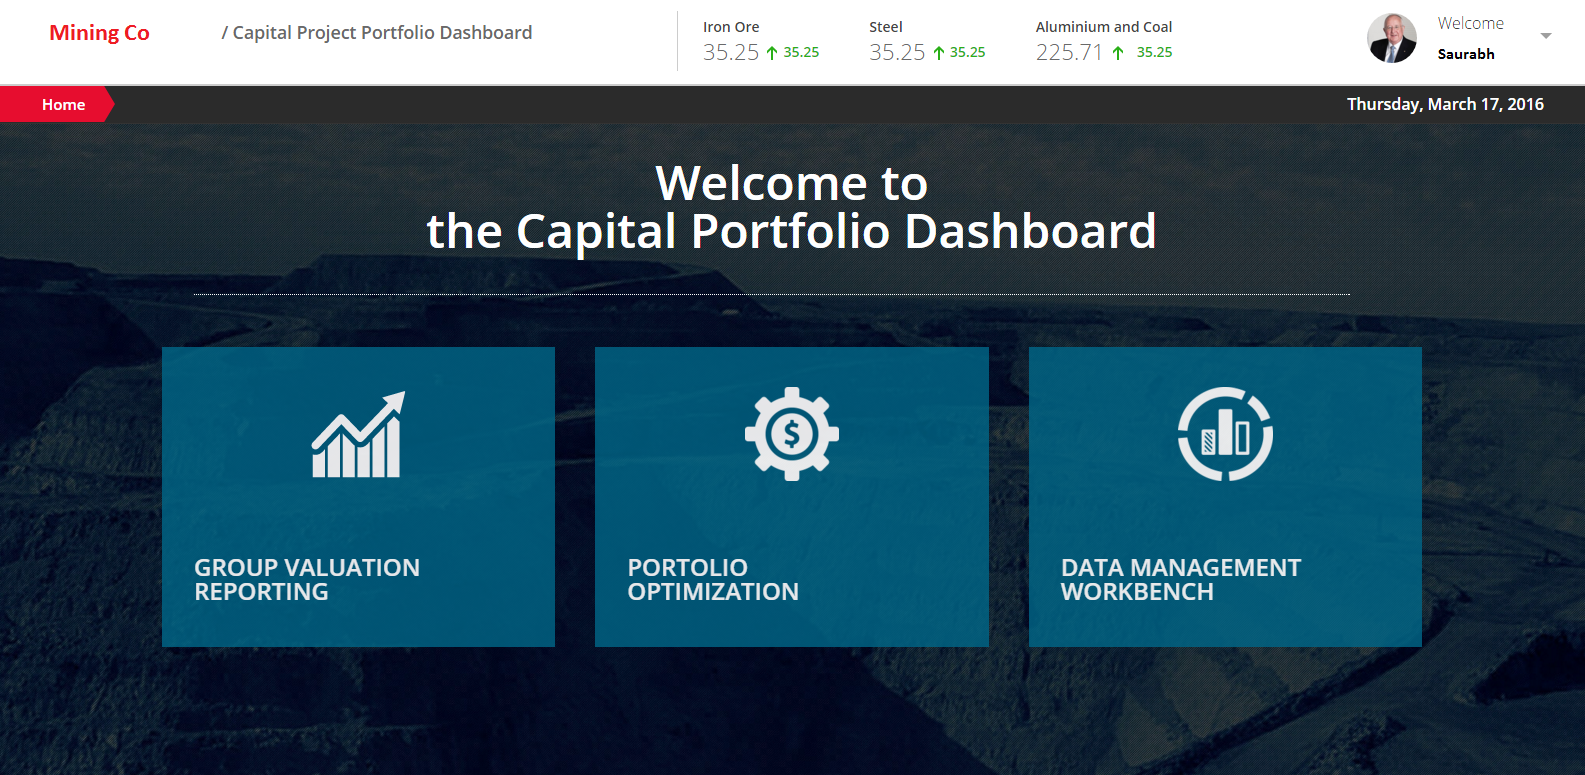 Mining Co
/ Capital Project Portfolio Dashboard
Iron Ore
35.25 35.25
Steel
35.25 35.25
Aluminium and Coal
225.71 35.25
Welcome
Saurabh
Home
Thursday, March 17, 2016
Welcome to
the Capital Portfolio Dashboard
$
GROUP VALUATION
REPORTING
PORTOLIO
OPTIMIZATION
DATA MANAGEMENT
WORKBENCH